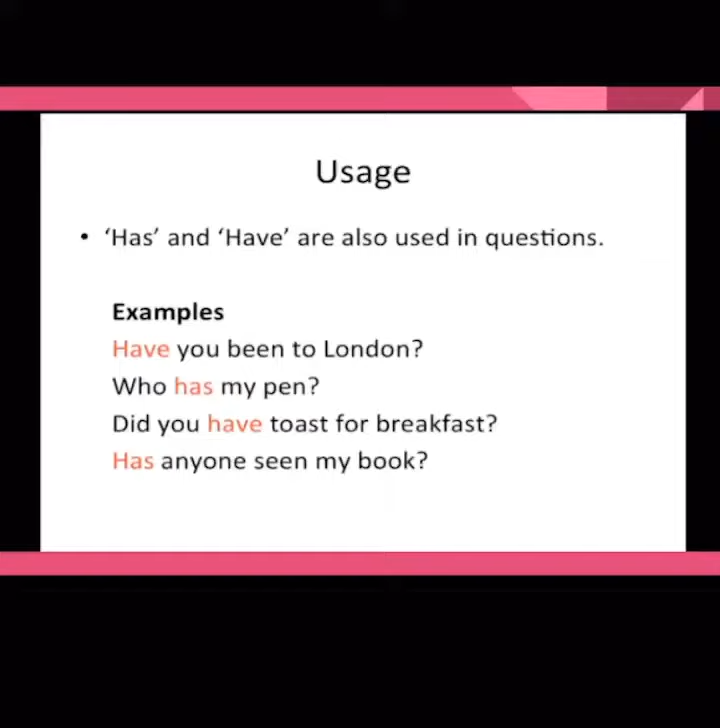 Usage
• ‘Has’ and ‘Have’ are also used in questions.
Examples
Have you been to London?
Who has my pen?
Did you have toast for breakfast?
Has anyone seen my book?